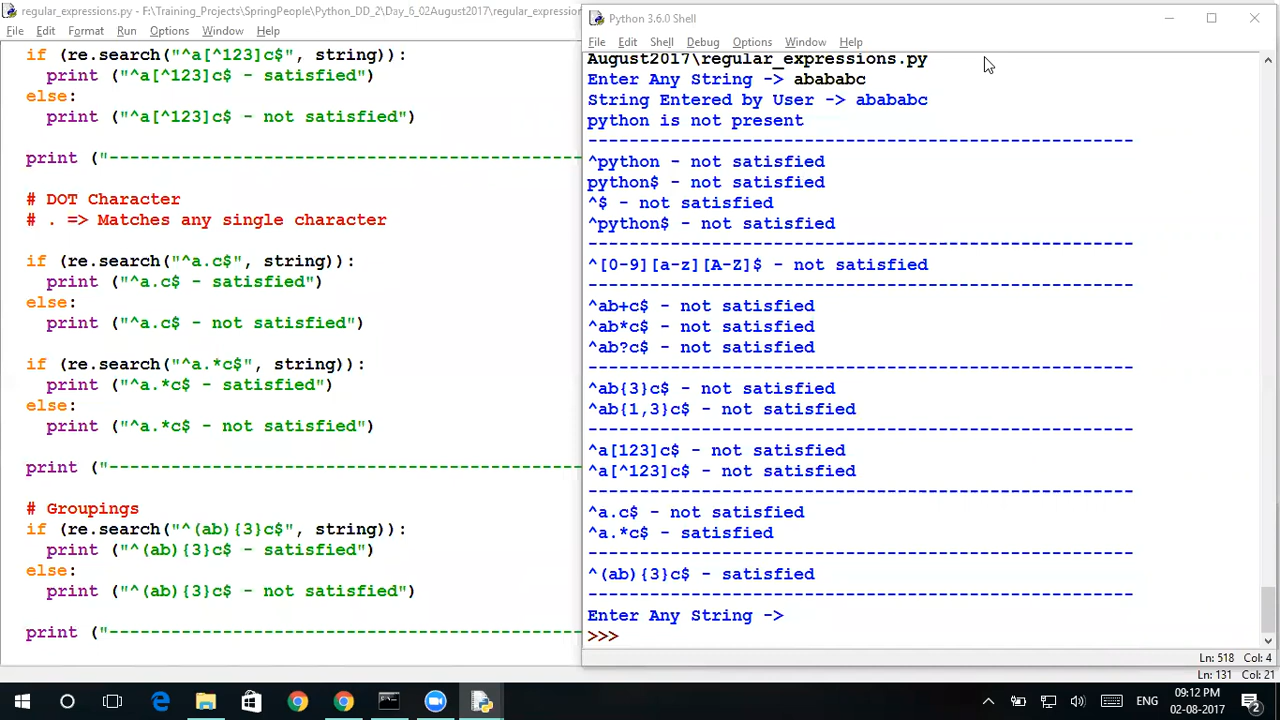 regular_expressions.py - F:\Training_Projects\SpringPeople\Python_DD_2\Day_6_02August2017\regular_expression
File Edit Format Run Options Window Help
if (re.search("^a[^123]c$", string)):
print ("^a[^123]c$ - satisfied")
else:
print ("^a[^123]c$ - not satisfied")
print ("----------------------------------------------
# DOT Character
# . => Matches any single character
if (re.search("^a.c$", string)):
print ("^a.c$ - satisfied")
else:
print ("^a.c$ - not satisfied")
if (re.search("^a.*c$", string)):
print ("^a.*c$ - satisfied")
else:
print ("^a.*c$ - not satisfied")
print ("----------------------------------------------
# Groupings
if (re.search("^(ab){3}c$", string)):
print ("^(ab){3}c$ - satisfied")
else:
print ("^(ab){3}c$ - not satisfied")
print ("----------------------------------------------
Python 3.6.0 Shell
File Edit Shell Debug Options Window Help
August2017\regular_expressions.py
Enter Any String -> abababc
String Entered by User -> abababc
python is not present
-----------------------------------------------------
^python - not satisfied
python$ - not satisfied
^$ - not satisfied
^python$ - not satisfied
-----------------------------------------------------
^[0-9][a-z][A-Z]$ - not satisfied
-----------------------------------------------------
^ab+c$ - not satisfied
^ab*c$ - not satisfied
^ab?c$ - not satisfied
-----------------------------------------------------
^ab{3}c$ - not satisfied
^ab{1,3}c$ - not satisfied
-----------------------------------------------------
^a[123]c$ - not satisfied
^a[^123]c$ - not satisfied
-----------------------------------------------------
^a.c$ - not satisfied
^a.*c$ - satisfied
-----------------------------------------------------
^(ab){3}c$ - satisfied
-----------------------------------------------------
Enter Any String ->
>>>
Ln: 518 Col: 4
Ln: 131 Col: 21
ENG
09:12 PM
02-08-2017
2